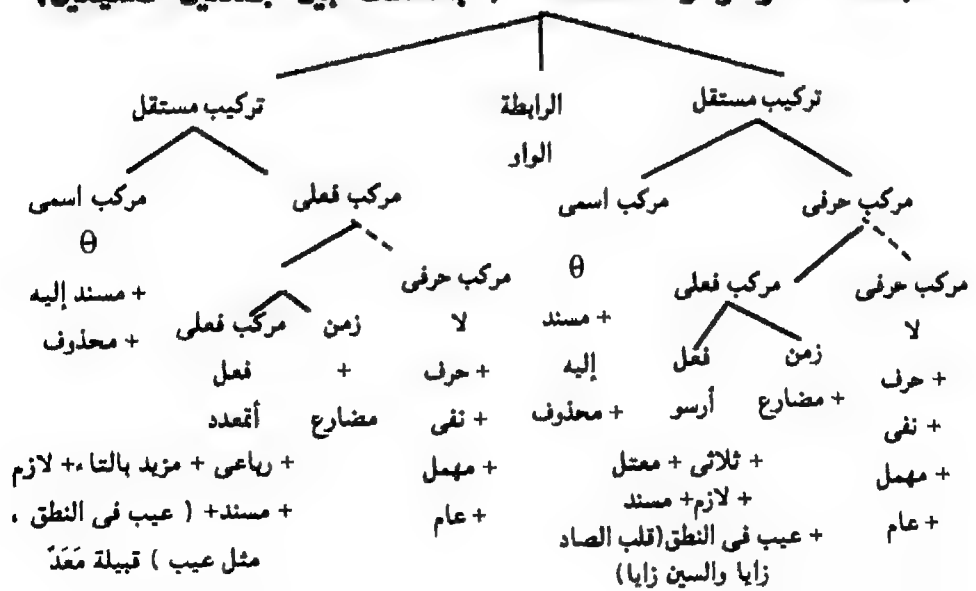 تركيب مستقل
الرابطة
تركيب مستقل
الوار
مركب حرفى
مركب اسمى
مركب فعلى
مركب اسمى
مركب حرفى
لا
+ حرف
+ نفى
+ مهمل
+ عام
مركب فعلى
زمن
+ مضارع
فعل
أرسو
+ ثلاثى + معتل
+ لازم+ مسند
+ عيب فى النطق(قلب الصاد
زايا والسين زايا)
θ
+ مسند
إليه
+ محذوف
مركب حرفى
لا
+ حرف
+ نفى
+ مهمل
+ عام
زمن
+
مضارع
مركب فعلى
فعل
أتمعدد
+ رباعى + مزيد بالتاء+ لازم
+ مسند+ ( عيب فى النطق ،
مثل عيب ) قبيلة مَعَدّ
θ
+ مسند إليه
+ محذوف